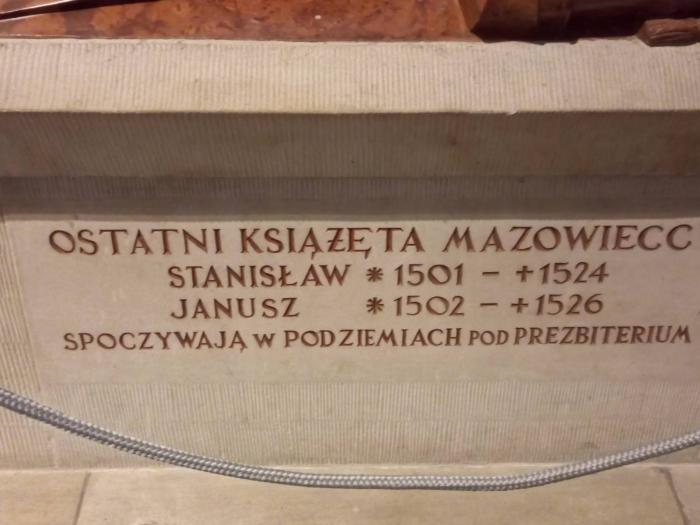 OSTATNI KSIĄŻĘTA MAZOWIECC
STANISŁAW * 1501 - + 1524
JANUSZ * 1502 - + 1526
SPOCZYWAJĄ W PODZIEMIACH POD PREZBITERIUM